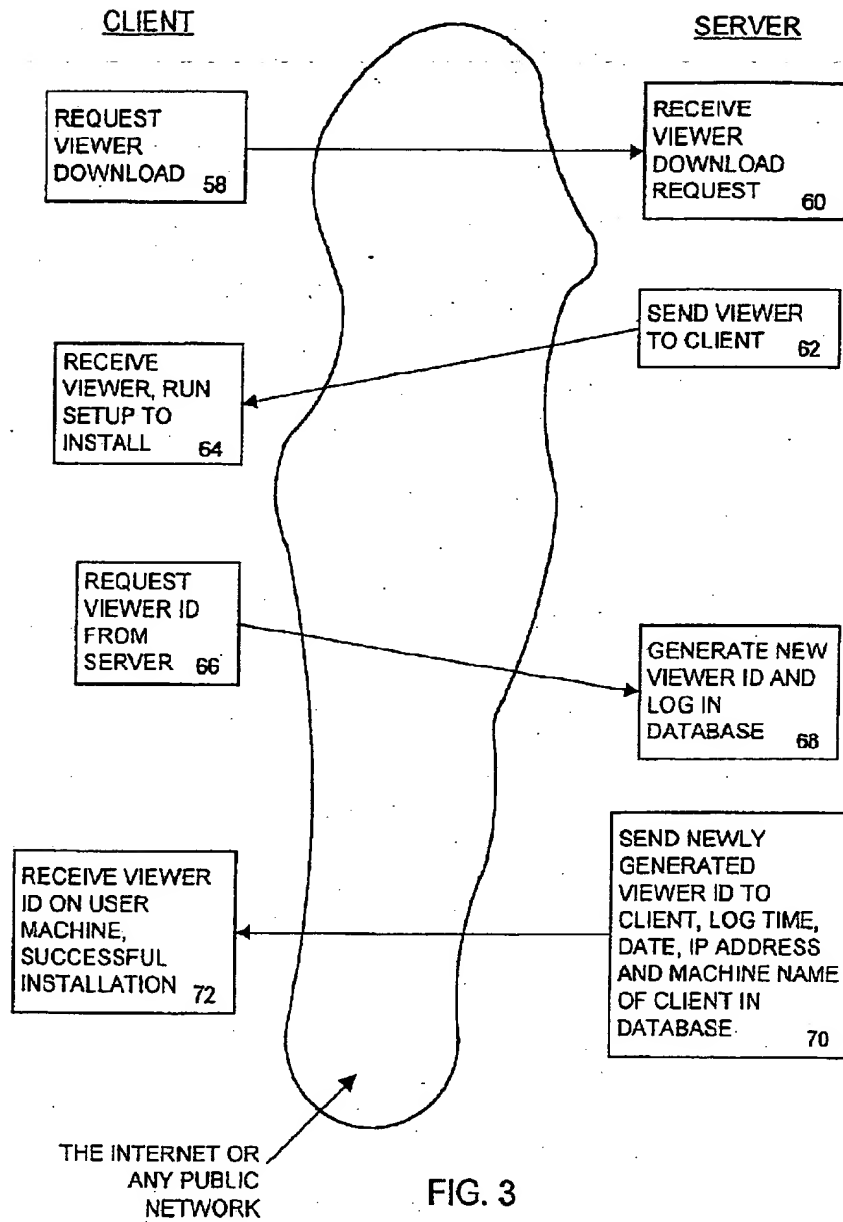 CLIENT
SERVER
REQUEST
VIEWER
DOWNLOAD
58
RECEIVE
VIEWER
DOWNLOAD
REQUEST
60
SEND VIEWER
TO CLIENT
62
RECEIVE
VIEWER, RUN
SETUP TO
INSTALL
64
REQUEST
VIEWER ID
FROM
SERVER
66
GENERATE NEW
VIEWER ID AND
LOG IN
DATABASE
68
SEND NEWLY
GENERATED
VIEWER ID TO
CLIENT, LOG TIME,
DATE, IP ADDRESS
AND MACHINE NAME
OF CLIENT IN
DATABASE
70
RECEIVE VIEWER
ID ON USER
MACHINE,
SUCCESSFUL
INSTALLATION
72
THE INTERNET OR
ANY PUBLIC
NETWORK
FIG. 3